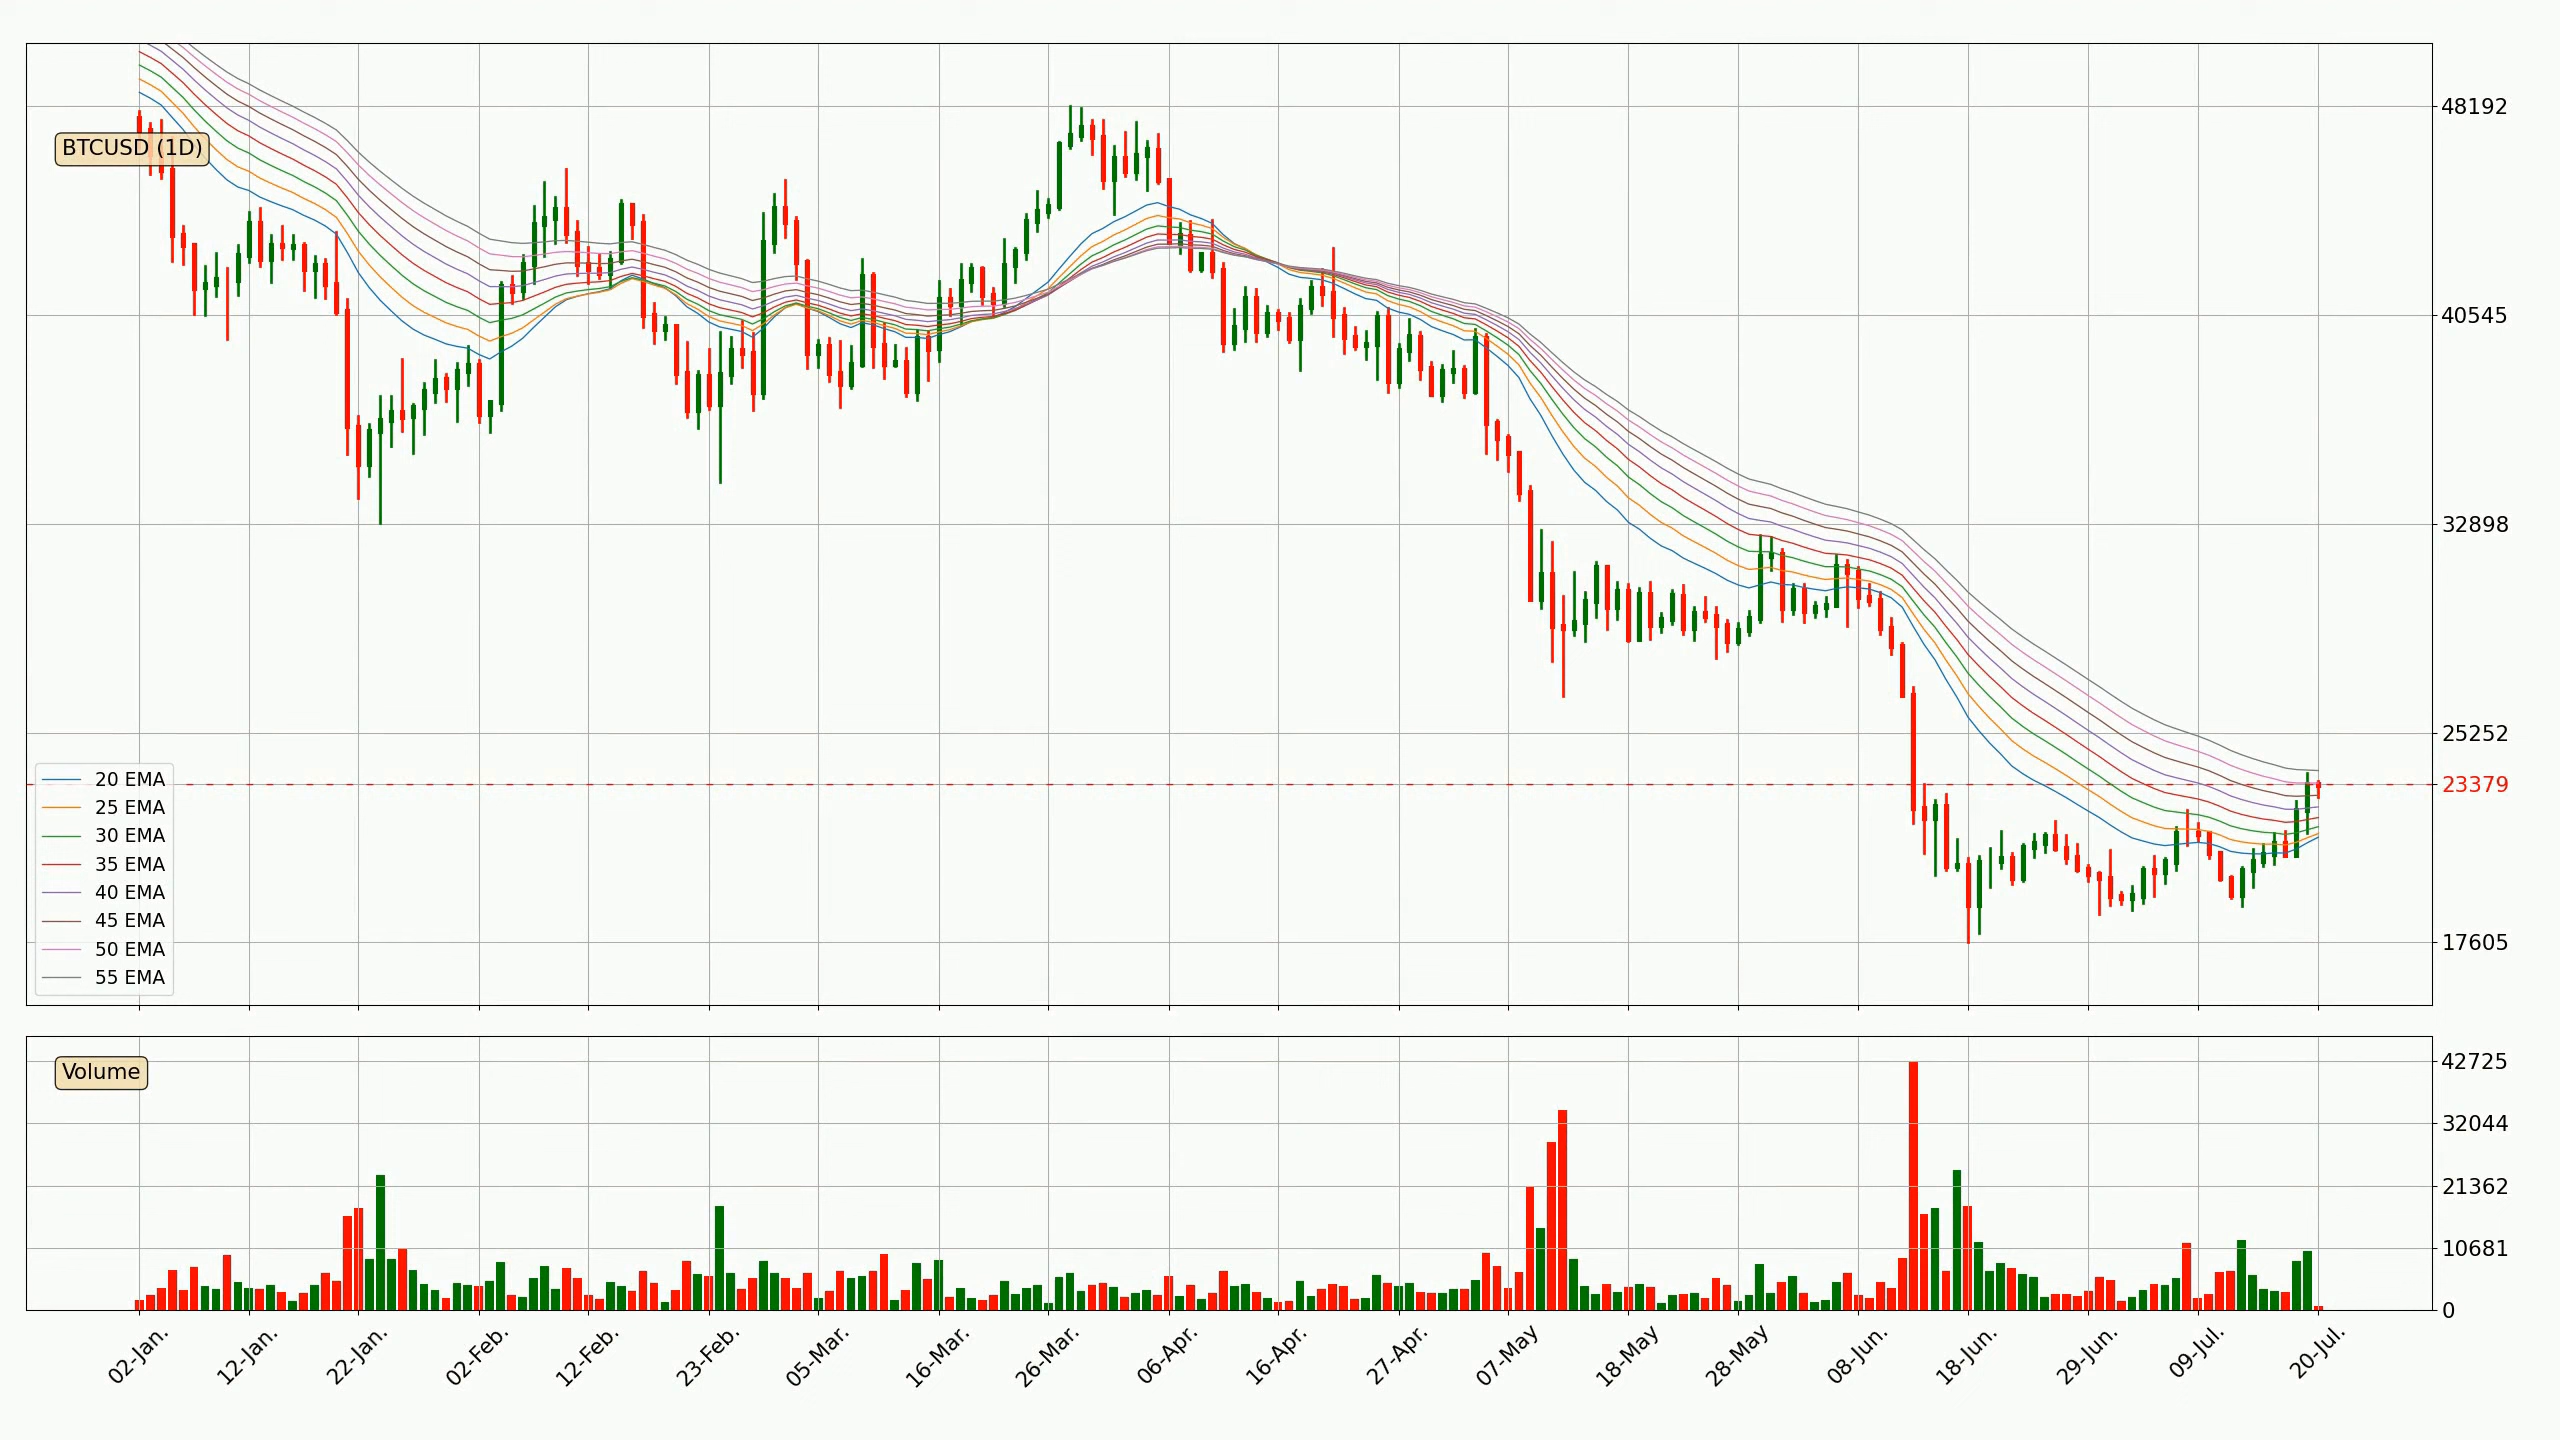 BTCUSD (1D)
48192
40545
32898
25252
23379
17605
20 EMA
25 EMA
30 EMA
35 EMA
40 EMA
45 EMA
50 EMA
55 EMA
Volume
42725
32044
21362
10681
0
02-Jan.
12-Jan.
22-Jan.
02-Feb.
12-Feb.
23-Feb.
05-Mar.
16-Mar.
26-Mar.
06-Apr.
16-Apr.
27-Apr.
07-May
18-May
28-May
08-Jun.
18-Jun.
29-Jun.
09-Jul.
20-Jul.